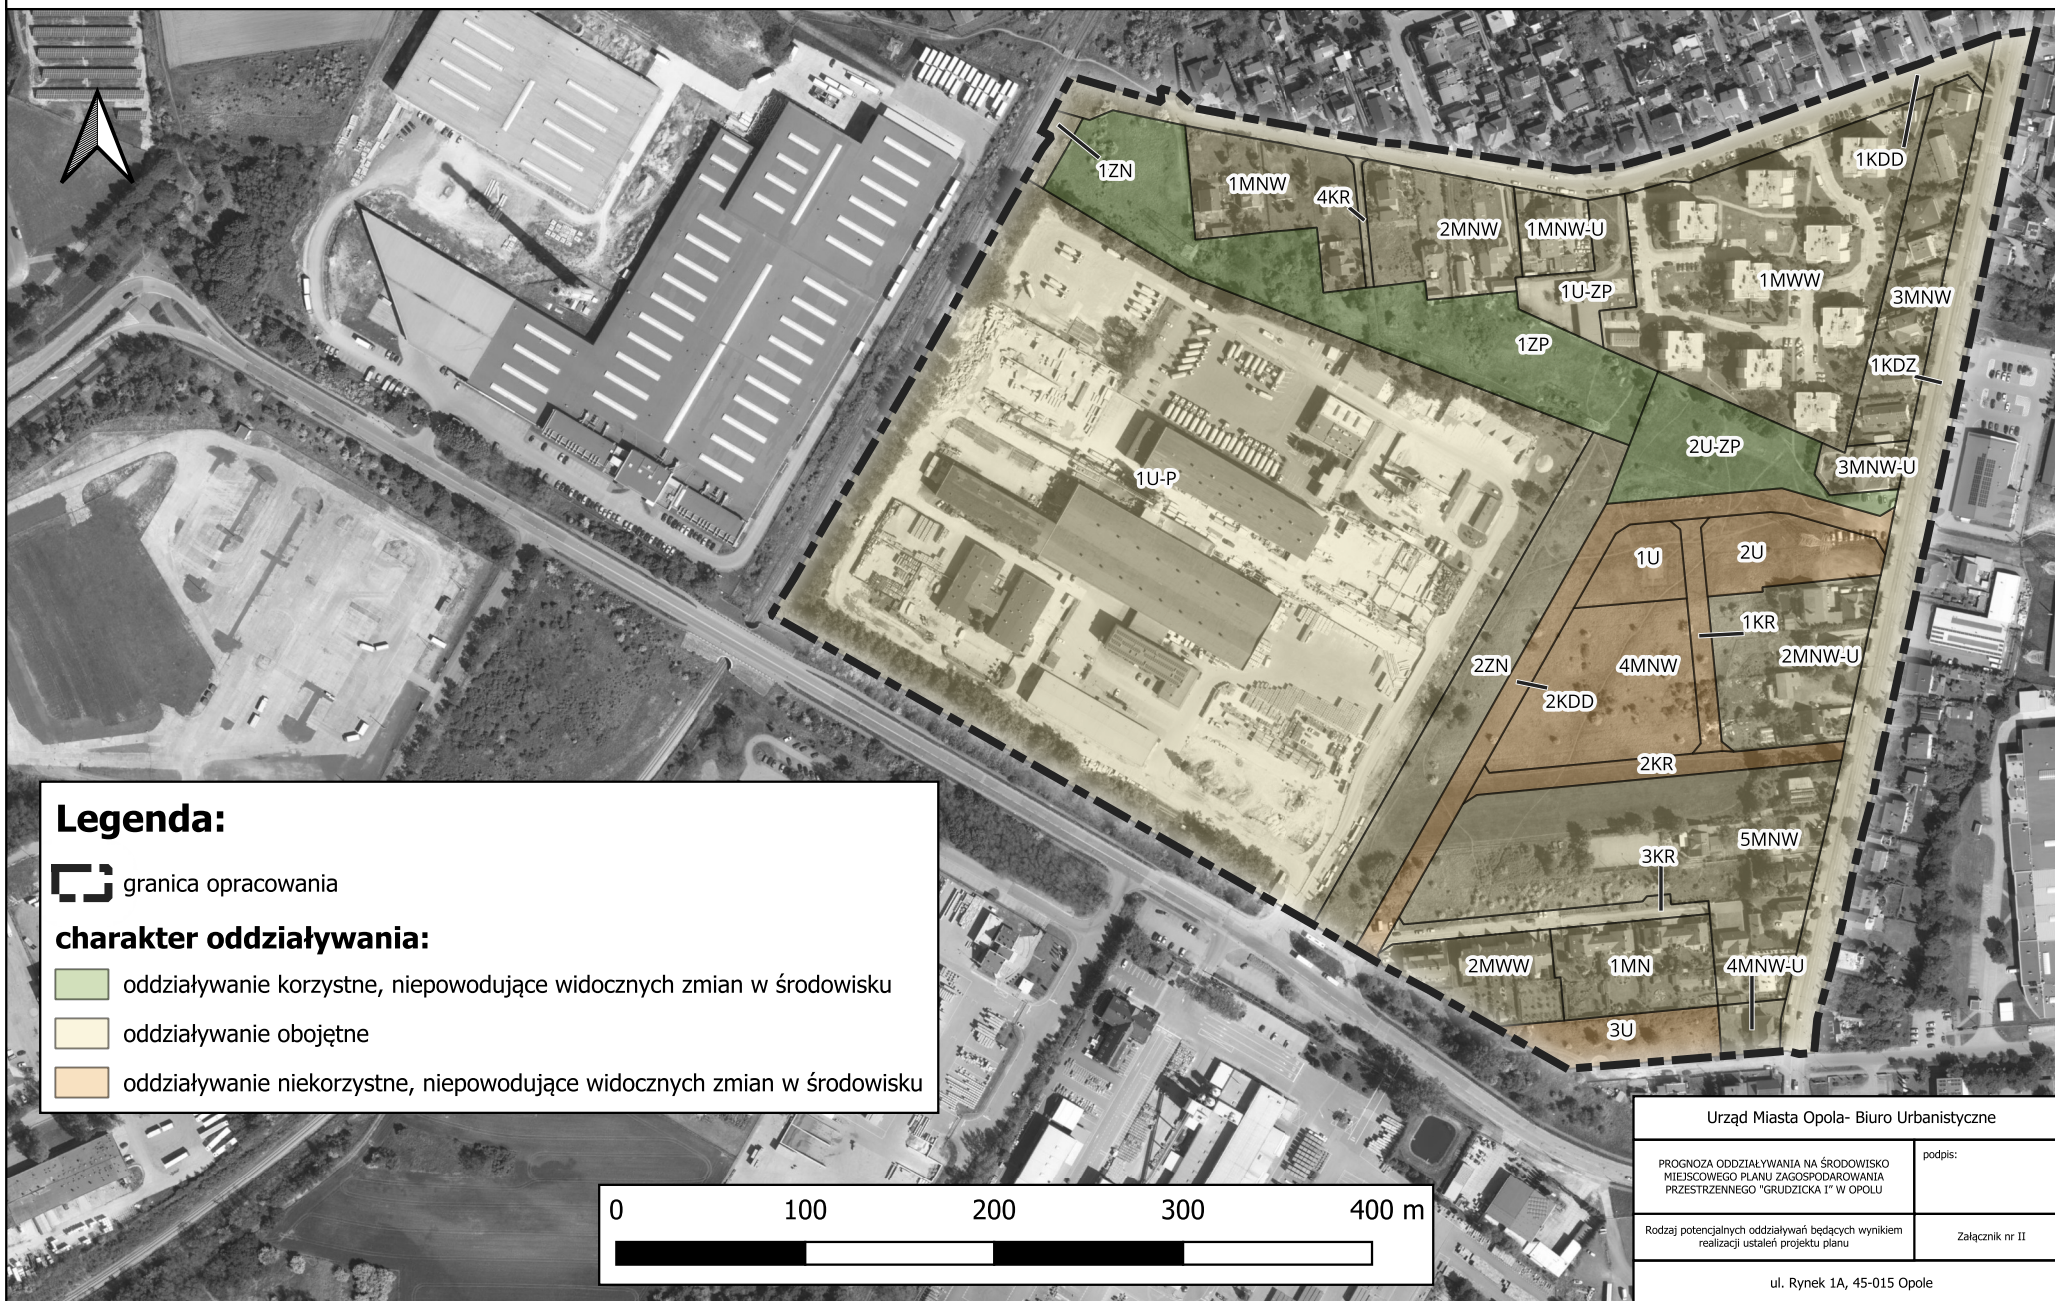 1ZN
1MNW
4KR
2MNW
1MNW-U
1KDD
1U-ZP
1MWW
3MNW
1ZP
1KDZ
2U-ZP
3MNW-U
1U-P
1U
2U
1KR
2ZN
4MNW
2MNW-U
2KDD
2KR
5MNW
3KR
2MWW
1MN
4MNW-U
3U
Legenda:
granica opracowania
charakter oddziaływania:
oddziaływanie korzystne, niepowodujące widocznych zmian w środowisku
oddziaływanie obojętne
oddziaływanie niekorzystne, niepowodujące widocznych zmian w środowisku
0 100 200 300 400 m
Urząd Miasta Opola- Biuro Urbanistyczne
PROGNOZA ODDZIAŁYWANIA NA ŚRODOWISKO
MIEJSCOWEGO PLANU ZAGOSPODAROWANIA
PRZESTRZENNEGO "GRUDZICKA I" W OPOLU
podpis:
Rodzaj potencjalnych oddziaływań będących wynikiem
realizacji ustaleń projektu planu
Załącznik nr II
ul. Rynek 1A, 45-015 Opole